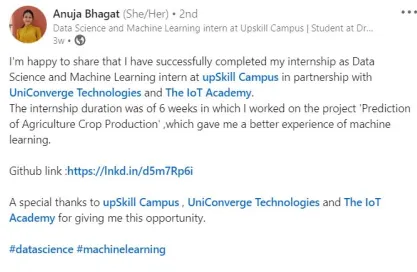 Anuja Bhagat (She/Her) • 2nd
Data Science and Machine Learning intern at Upskill Campus | Student at Dr...
3w •
I'm happy to share that I have successfully completed my internship as Data
Science and Machine Learning intern at upSkill Campus in partnership with
UniConverge Technologies and The IoT Academy.
The internship duration was of 6 weeks in which I worked on the project 'Prediction
of Agriculture Crop Production' ,which gave me a better experience of machine
learning.
Github link :https://lnkd.in/d5m7Rp6i
A special thanks to upSkill Campus , UniConverge Technologies and The IoT
Academy for giving me this opportunity.
#datascience #machinelearning